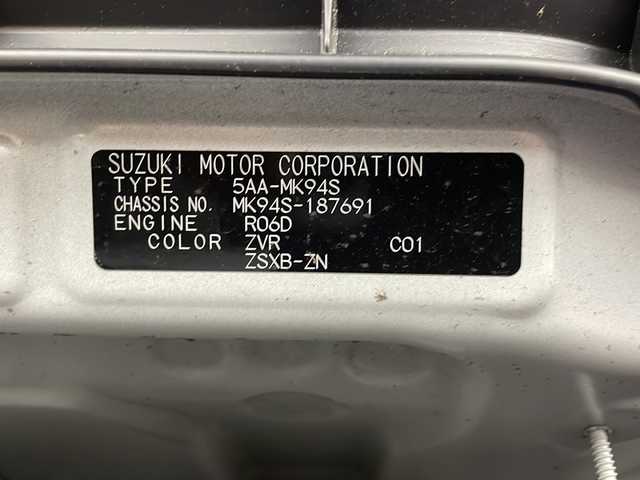 SUZUKI MOTOR CORPORATION
TYPE 5AA-MK94S
CHASSIS NO. MK94S-187691
ENGINE R06D
COLOR ZVR C01
ZSXB-ZN